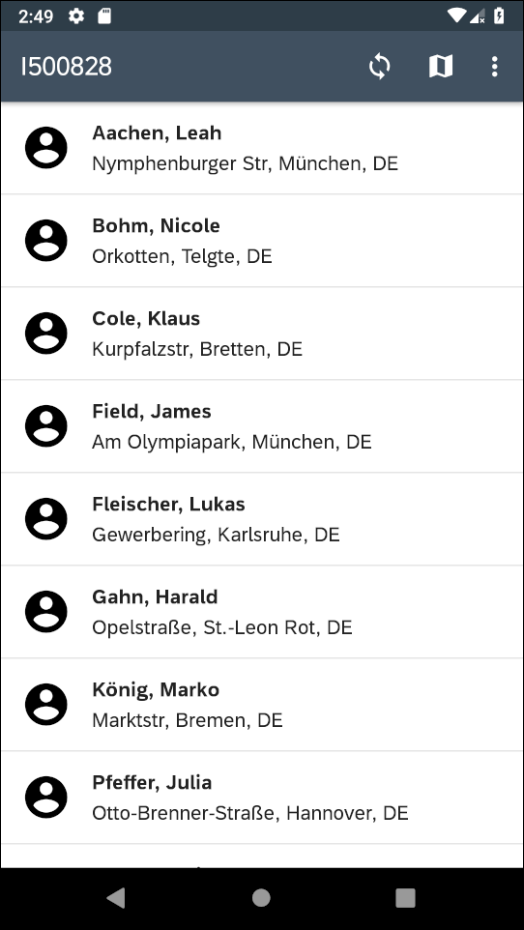 2:49
I500828
Aachen, Leah
Nymphenburger Str, München, DE
Bohm, Nicole
Orkotten, Telgte, DE
Cole, Klaus
Kurpfalzstr, Bretten, DE
Field, James
Am Olympiapark, München, DE
Fleischer, Lukas
Gewerbering, Karlsruhe, DE
Gahn, Harald
Opelstraße, St.-Leon Rot, DE
König, Marko
Marktstr, Bremen, DE
Pfeffer, Julia
Otto-Brenner-Straße, Hannover, DE